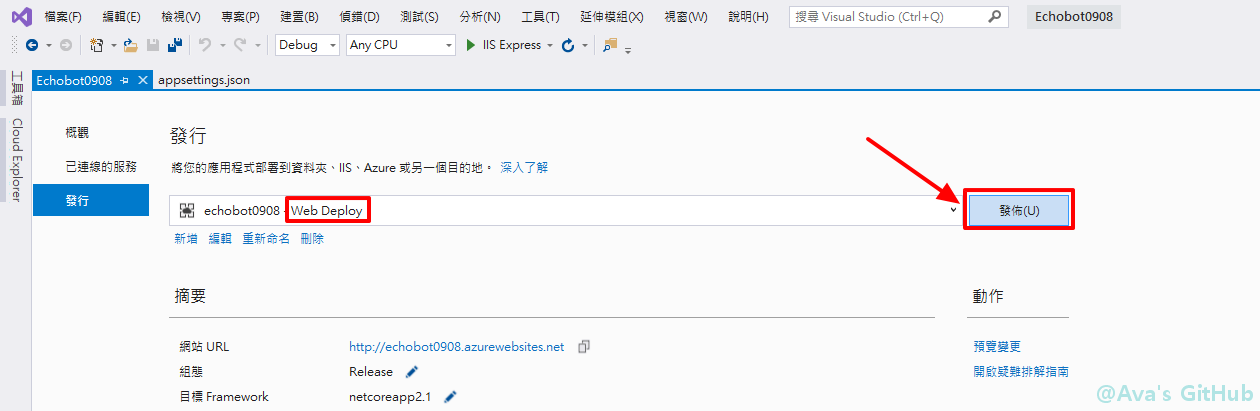 檔案(F) 編輯(E) 檢視(V) 專案(P) 建置(B) 偵錯(D) 測試(S) 分析(N) 工具(T) 延伸模組(X) 視窗(W) 說明(H) 搜尋 Visual Studio (Ctrl+Q) Echobot0908
Debug Any CPU IIS Express
Echobot0908 appsettings.json
工具箱
Cloud Explorer
概觀
已連線的服務
發行
發行
將您的應用程式部署到資料夾、IIS、Azure 或另一個目的地。 深入了解
echobot0908 - Web Deploy 發佈(U)
新增 編輯 重新命名 刪除
摘要
網站 URL http://echobot0908.azurewebsites.net
組態 Release
目標 Framework netcoreapp2.1
動作
預覽變更
開啟疑難排解指南
@Ava's GitHub